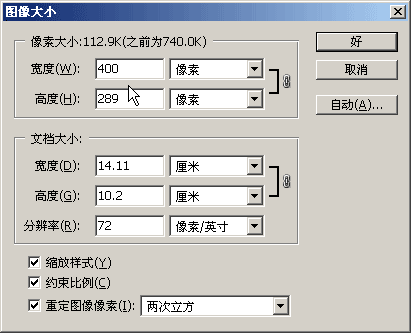 图像大小
像素大小:112.9K(之前为740.0K)
宽度(W): 400 像素
高度(H): 289 像素
好
取消
自动(A)...
文档大小:
宽度(D): 14.11 厘米
高度(G): 10.2 厘米
分辨率(R): 72 像素/英寸
缩放样式(Y)
约束比例(C)
重定图像像素(I): 两次立方